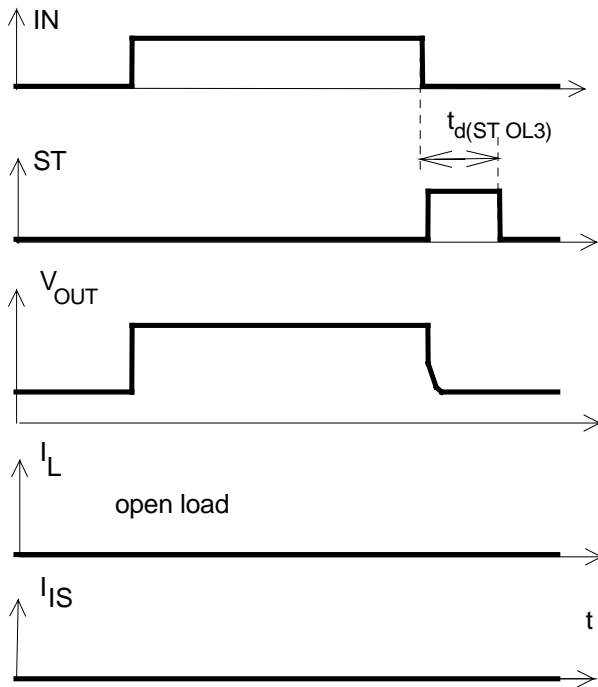 IN
t_d(ST OL3)
ST
V_OUT
I_L
open load
I_IS
t